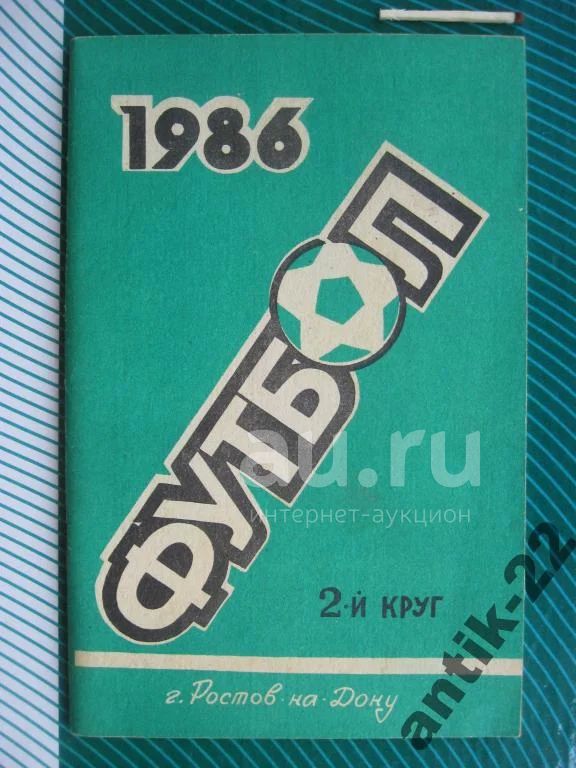 1986
ФУТБОЛ
au.ru
интернет-аукцион
2-й КРУГ
г. Ростов-на-Дону
antik-22